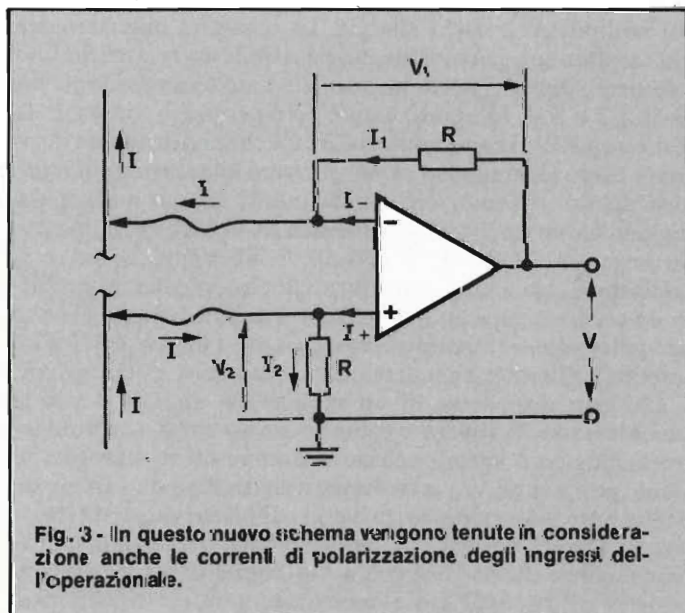 V₁
I₁ R
I
I
I−
−
+
I+
I
V₂
I₂
R
I
V
Fig. 3 - In questo nuovo schema vengono tenute in considera-
zione anche le correnti di polarizzazione degli ingressi del-
l'operazionale.